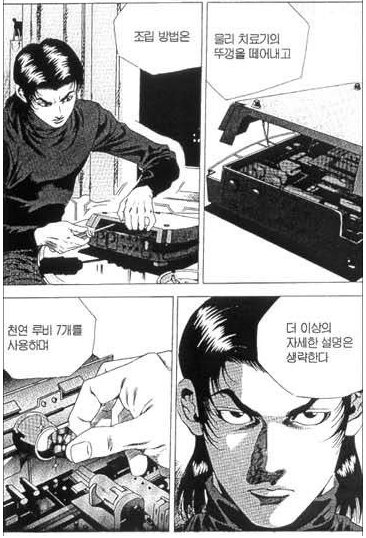 조립 방법은
물리 치료기의
뚜껑을 떼어내고
천연 루비 7개를
사용하며
더 이상의
자세한 설명은
생략한다